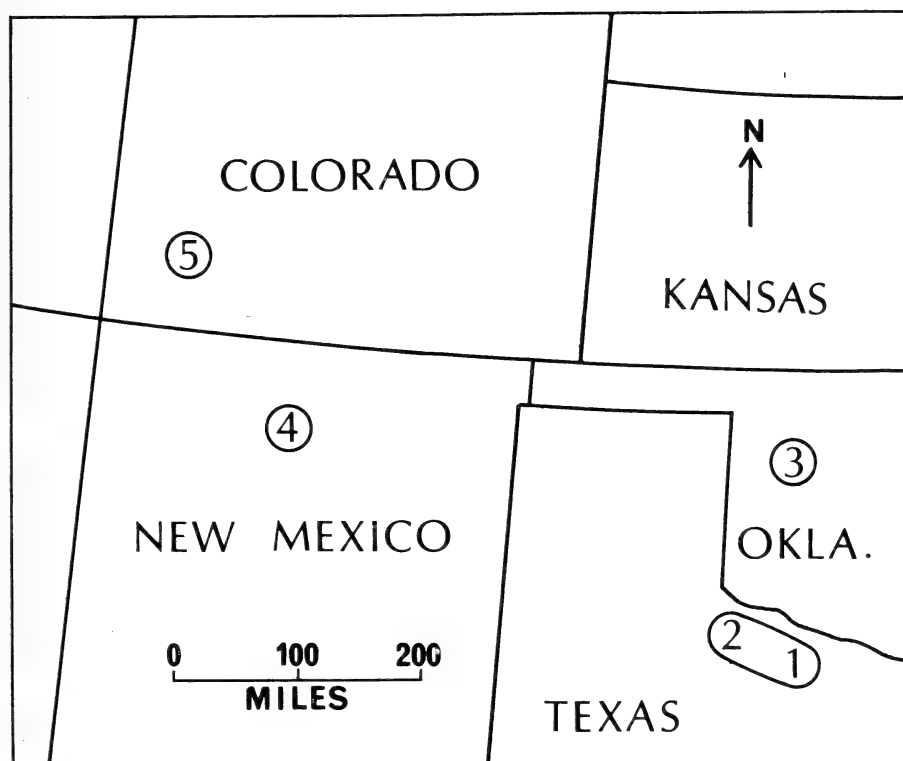 N
COLORADO
5
KANSAS
4
3
NEW MEXICO
OKLA.
2
1
0 100 200
MILES
TEXAS